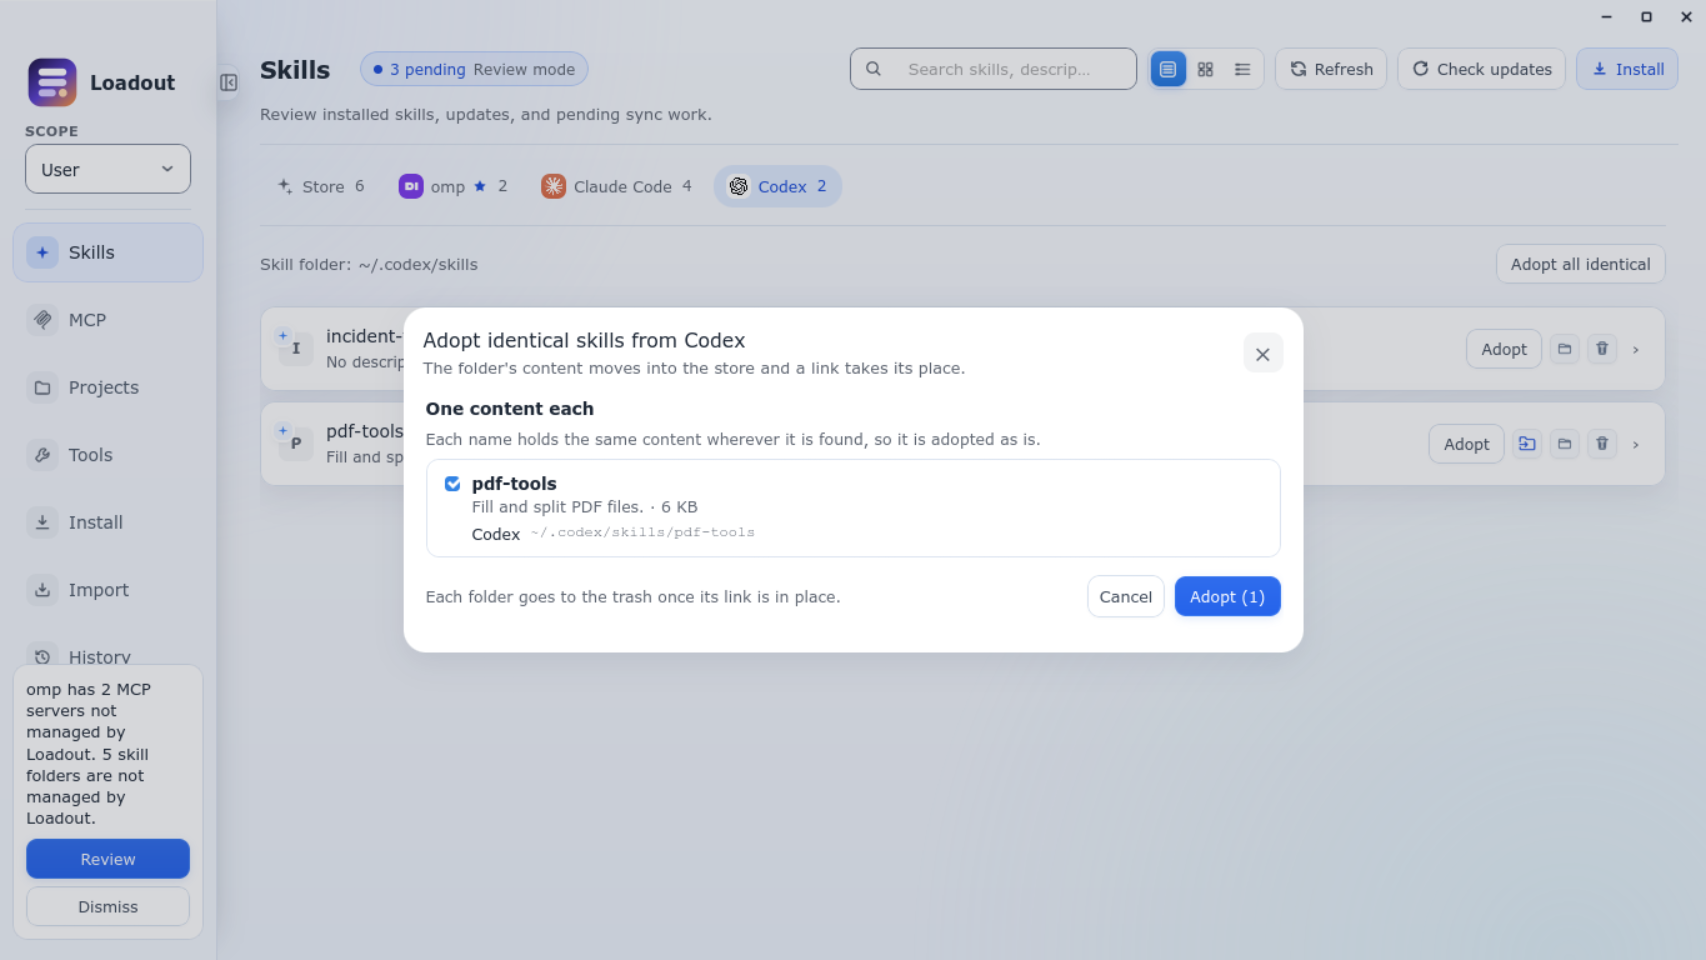 Loadout
SCOPE
User
Skills
MCP
Projects
Tools
Install
Import
History
omp has 2 MCP
servers not
managed by
Loadout. 5 skill
folders are not
managed by
Loadout.
Review
Dismiss
Skills
3 pending Review mode
Search skills, descrip...
Refresh
Check updates
Install
Review installed skills, updates, and pending sync work.
Store 6
omp 2
Claude Code 4
Codex 2
Skill folder: ~/.codex/skills
Adopt all identical
I
incident-
No descrip
Adopt
P
pdf-tools
Fill and sp
Adopt
Adopt identical skills from Codex
The folder's content moves into the store and a link takes its place.
One content each
Each name holds the same content wherever it is found, so it is adopted as is.
pdf-tools
Fill and split PDF files. · 6 KB
Codex ~/.codex/skills/pdf-tools
Each folder goes to the trash once its link is in place.
Cancel
Adopt (1)